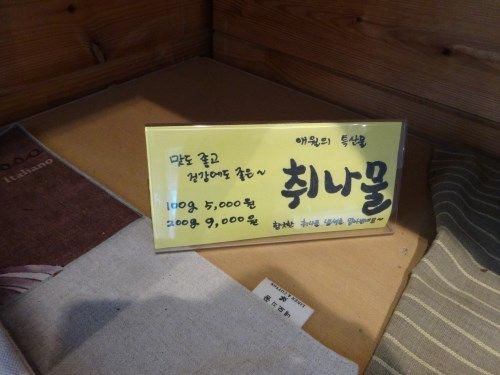 애월의 특산물
맛도 좋고
건강에도 좋은~
취나물
100g 5,000원
200g 9,000원
Italiano